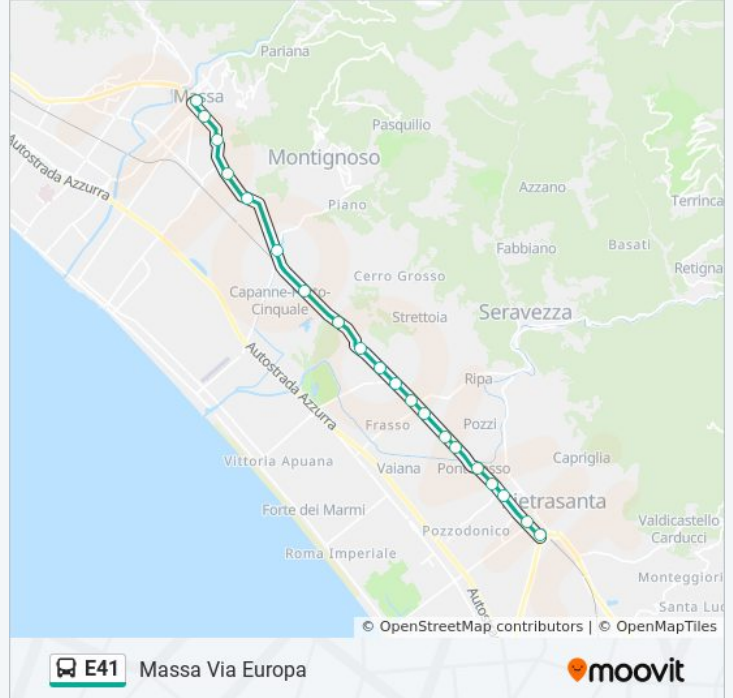 Pariana
Massa
Pasquilio
Autostrada Azzurra
Montignoso
Azzano
Terrinca
Piano
Fabbiano
Basati
Retigna
Cerro Grosso
Capanne-
-Cinquale
Strettoia
Seravezza
Autostrada Azzurra
Ripa
Frasso
Pozzi
Vittoria Apuana
Vaiana
Capriglia
ietrasanta
Forte dei Marmi
Pozzodonico
Valdicastello
Carducci
Roma Imperiale
Monteggiori
Autos
Santa Luc
© OpenStreetMap contributors | © OpenMapTiles
E41 Massa Via Europa
moovit